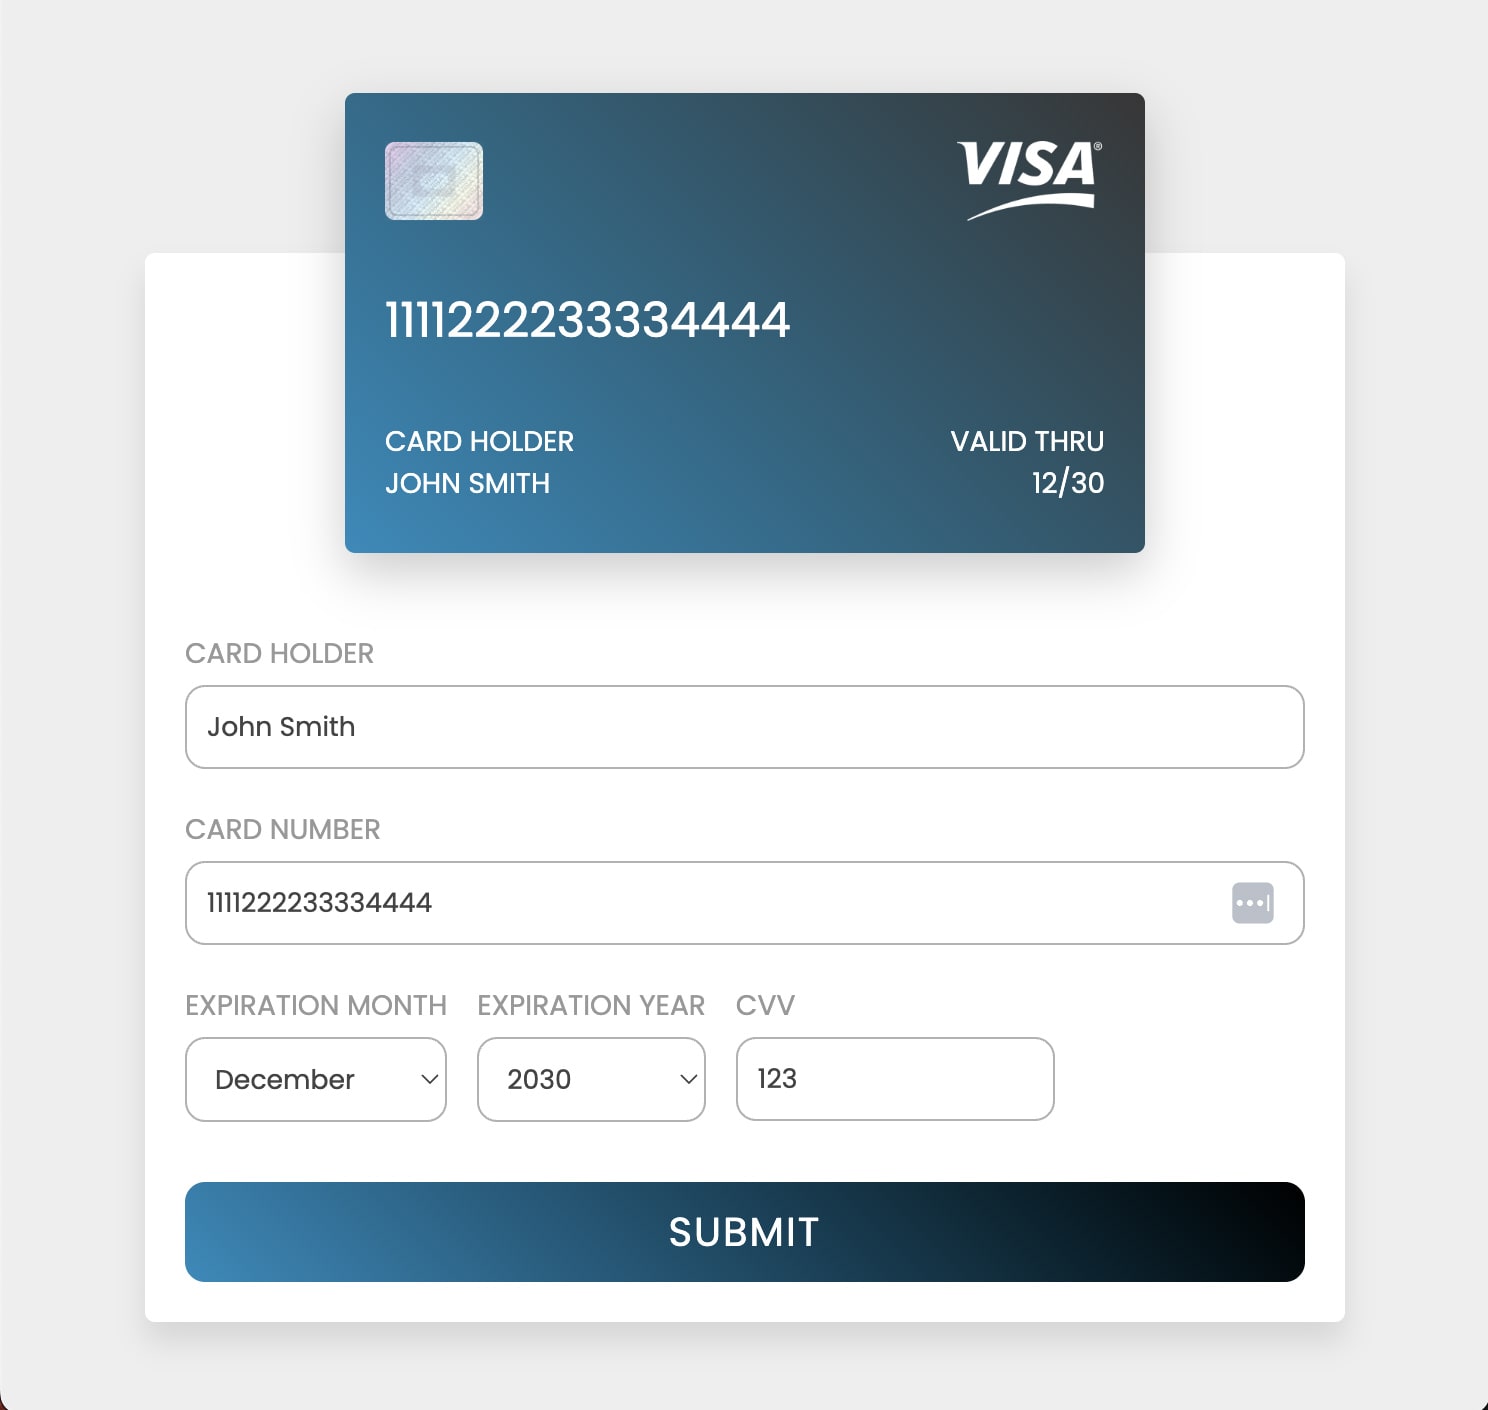 VISA®
1111222233334444
CARD HOLDER
VALID THRU
JOHN SMITH
12/30
CARD HOLDER
John Smith
CARD NUMBER
1111222233334444
EXPIRATION MONTH
EXPIRATION YEAR
CVV
December
2030
123
SUBMIT